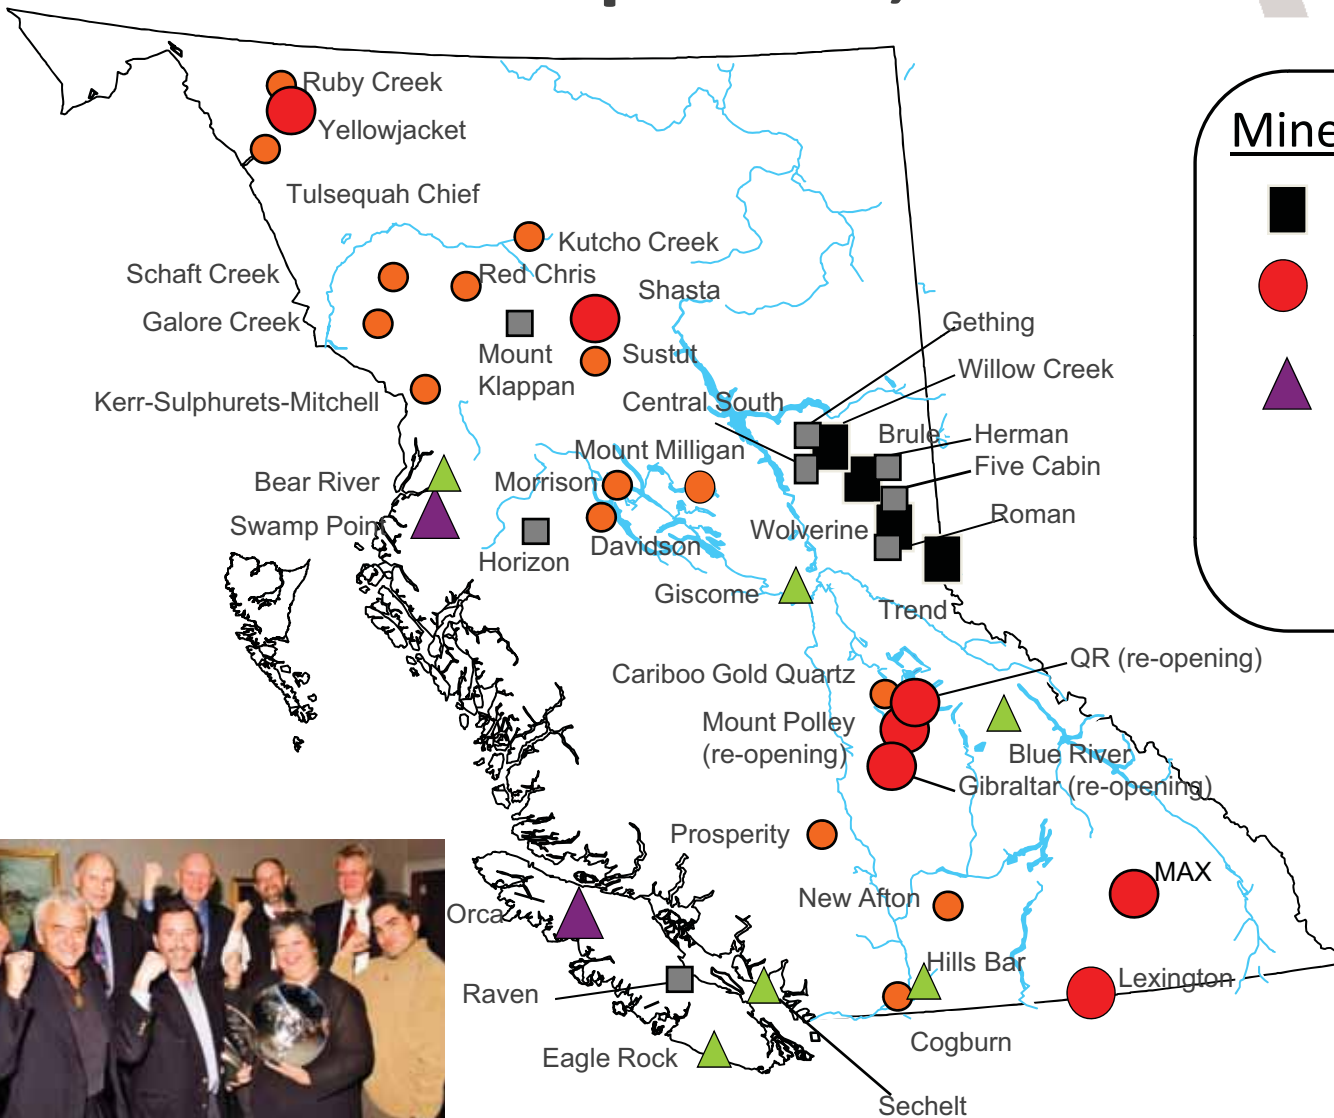 Mine
Ruby Creek
Yellowjacket
Tulsequah Chief
Kutcho Creek
Schaft Creek
Red Chris
Shasta
Galore Creek
Gething
Mount
Klappan
Sustut
Willow Creek
Kerr-Sulphurets-Mitchell
Central South
Brule
Herman
Mount Milligan
Five Cabin
Bear River
Morrison
Roman
Swamp Point
Wolverine
Davidson
Horizon
Giscome
Trend
QR (re-opening)
Cariboo Gold Quartz
Mount Polley
(re-opening)
Blue River
Gibraltar (re-opening)
Prosperity
MAX
New Afton
Orca
Hills Bar
Lexington
Raven
Cogburn
Eagle Rock
Sechelt